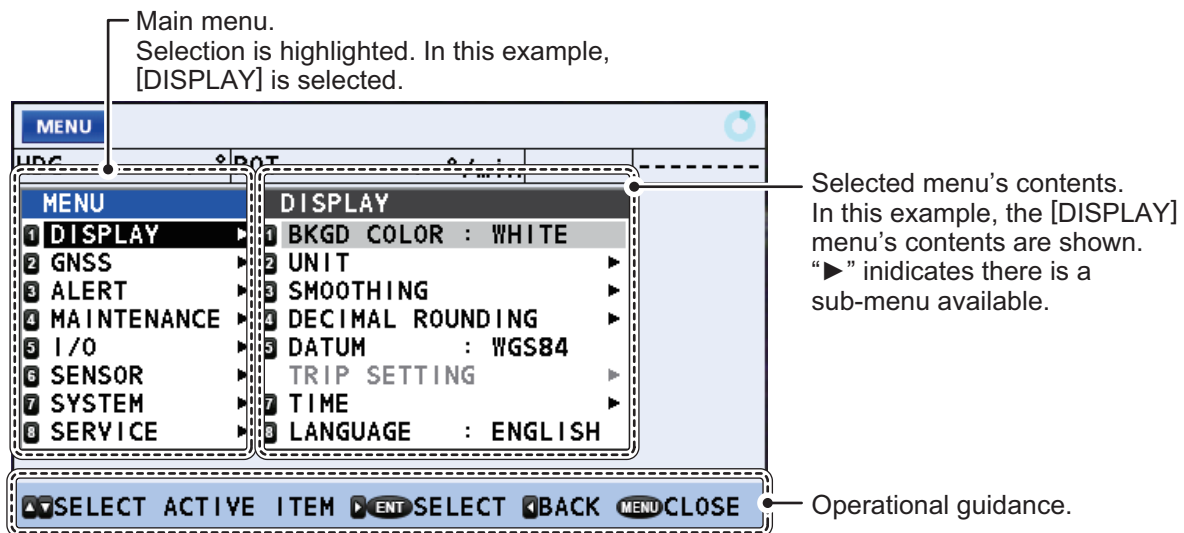 Main menu.
Selection is highlighted. In this example,
[DISPLAY] is selected.
MENU
MENU
1 DISPLAY ▶
2 GNSS ▶
3 ALERT ▶
4 MAINTENANCE ▶
5 I/O ▶
6 SENSOR ▶
7 SYSTEM ▶
8 SERVICE ▶
DISPLAY
1 BKGD COLOR : WHITE
2 UNIT ▶
3 SMOOTHING ▶
4 DECIMAL ROUNDING ▶
5 DATUM : WGS84
TRIP SETTING ▶
7 TIME ▶
8 LANGUAGE : ENGLISH
Selected menu's contents.
In this example, the [DISPLAY]
menu's contents are shown.
“▶” inidicates there is a
sub-menu available.
▲▼SELECT ACTIVE ITEM ▶ENT SELECT ◀BACK MENU CLOSE
Operational guidance.